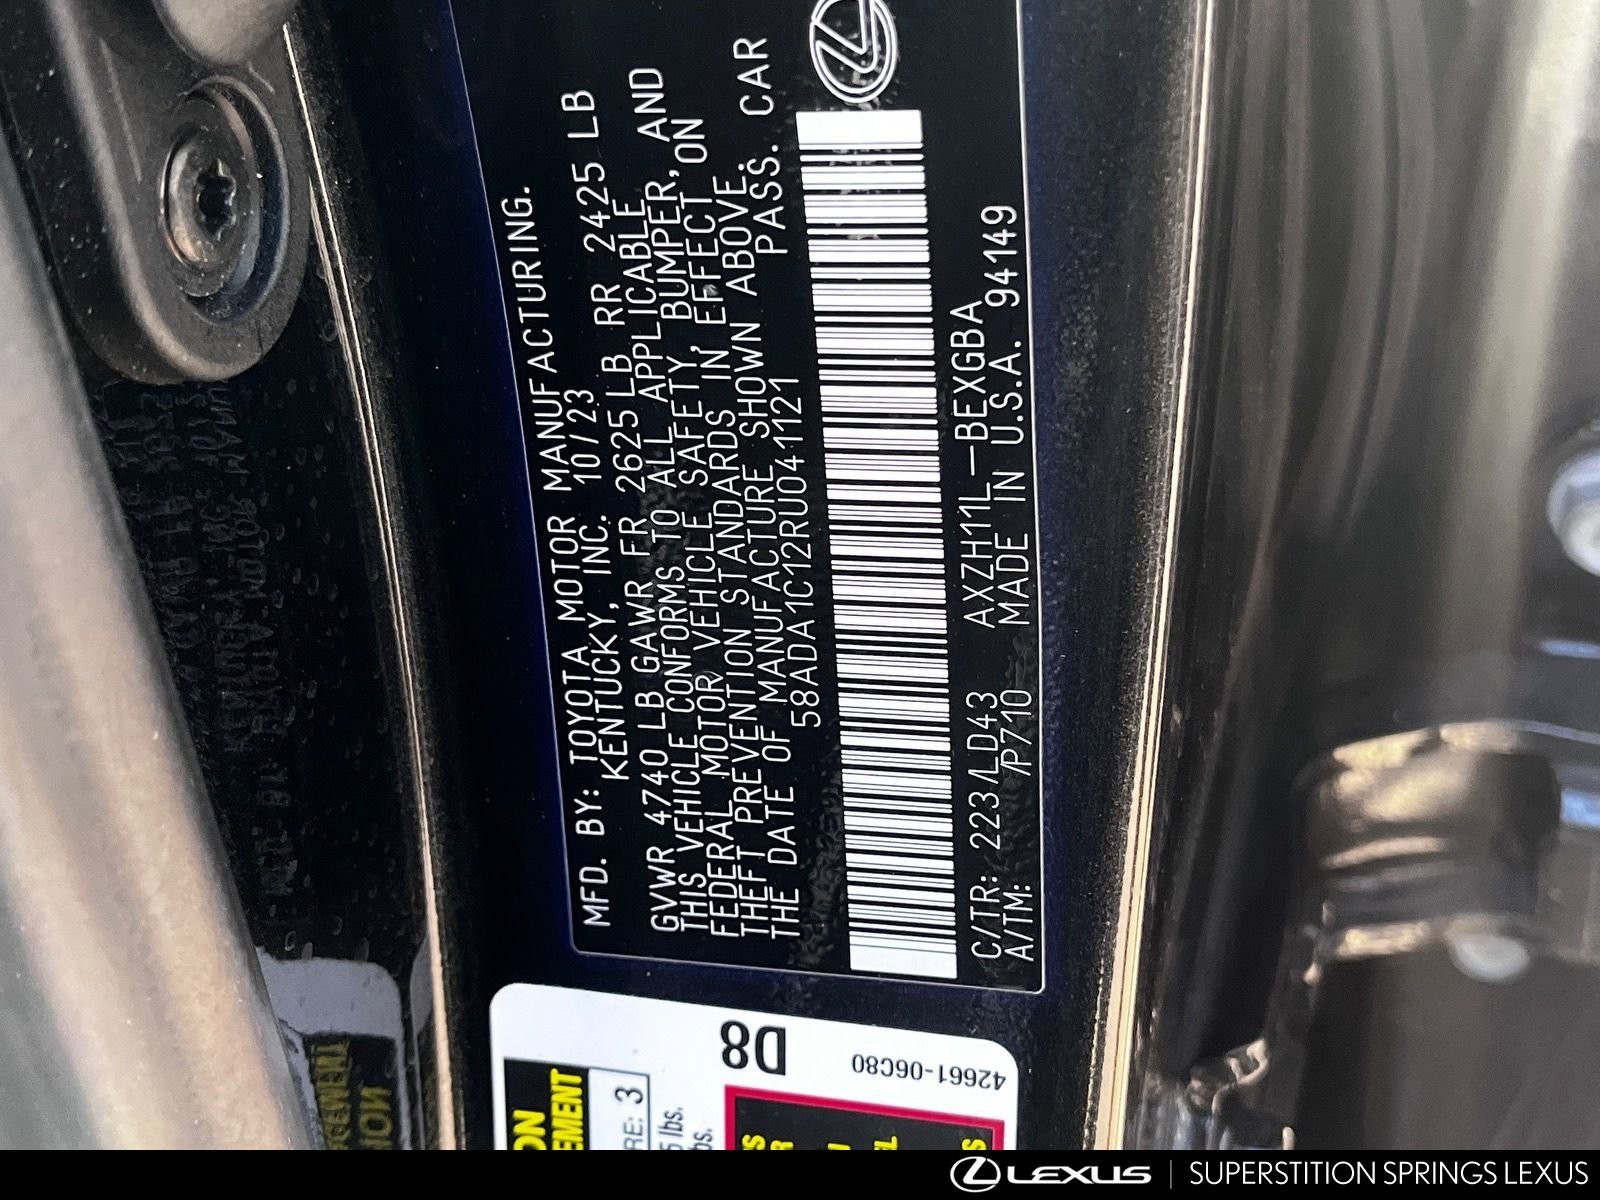 MFD. BY: TOYOTA MOTOR MANUFACTURING.
KENTUCKY, INC. 10/23
GVWR 4740 LB GAWR FR 2625 LB RR 2425 LB
THIS VEHICLE CONFORMS TO ALL APPLICABLE
FEDERAL MOTOR VEHICLE SAFETY, BUMPER, AND
THEFT PREVENTION STANDARDS IN EFFECT ON
THE DATE OF MANUFACTURE SHOWN ABOVE.
58ADA1C12RU041121 PASS. CAR
C/TR: 223/LD43 AXZH11L-BEXGBA
A/TM: /P710 MADE IN U.S.A. 94149
D8
42661-06C80
RE: 3
LEXUS | SUPERSTITION SPRINGS LEXUS